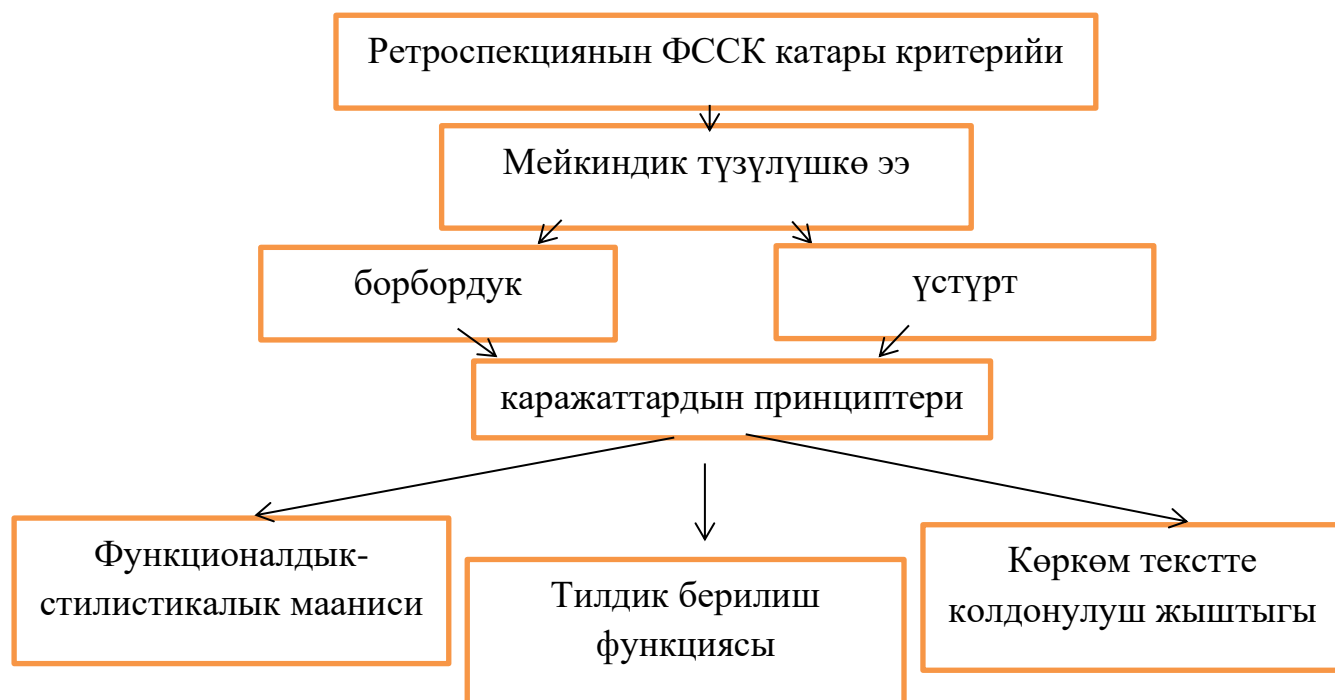 Ретроспекциянын ФССК катары критерийи
Мейкиндик түзүлүшкө ээ
борбордук
үстүрт
каражаттардын принциптери
Функционалдык-
стилистикалык мааниси
Тилдик берилиш
функциясы
Көркөм текстте
колдонулуш жыштыгы